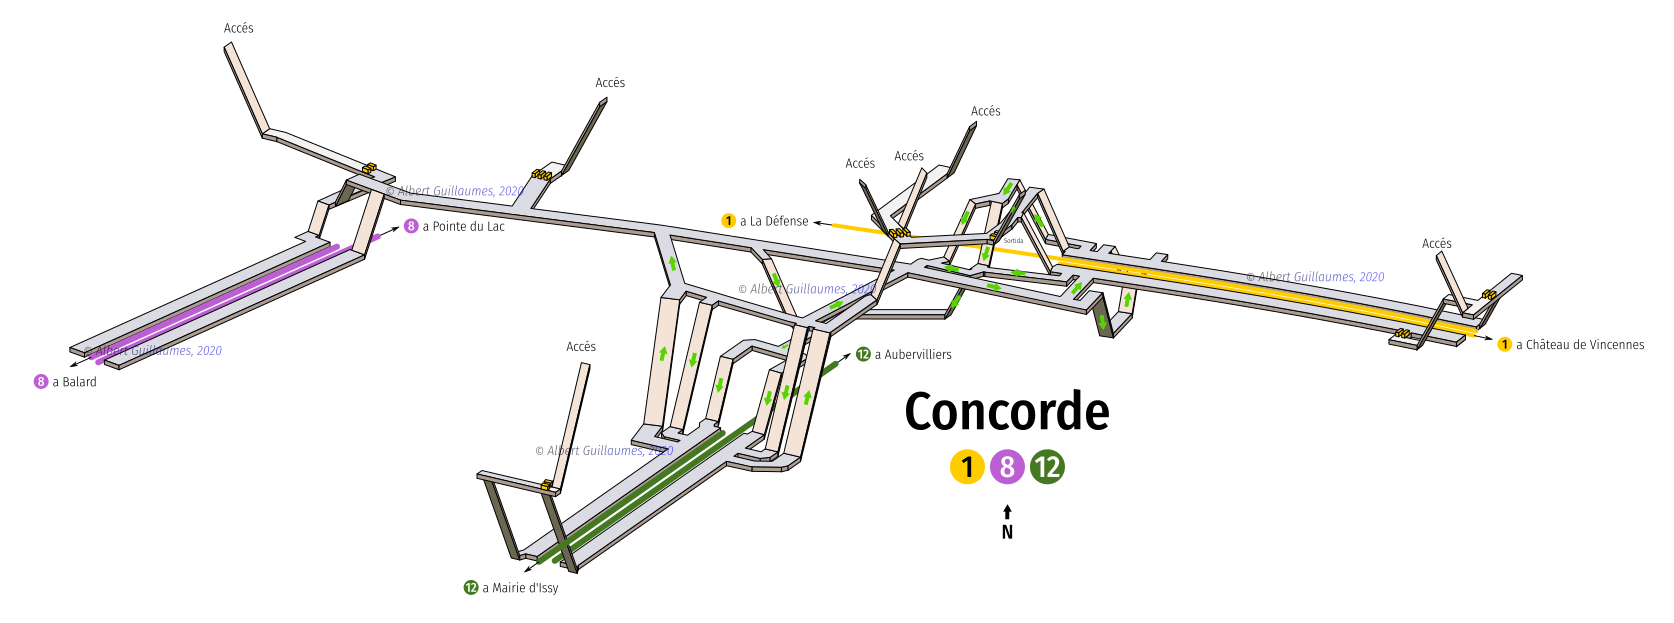 Accés
Accés
Accés
Accés
Accés
© Albert Guillaumes, 2020
1 a La Défense
8 a Pointe du Lac
Sortida
Accés
© Albert Guillaumes, 2020
© Albert Guillaumes, 2020
© Albert Guillaumes, 2020
1 a Château de Vincennes
Accés
12 a Aubervilliers
8 a Balard
Concorde
1 8 12
© Albert Guillaumes, 2020
N
12 a Mairie d'Issy